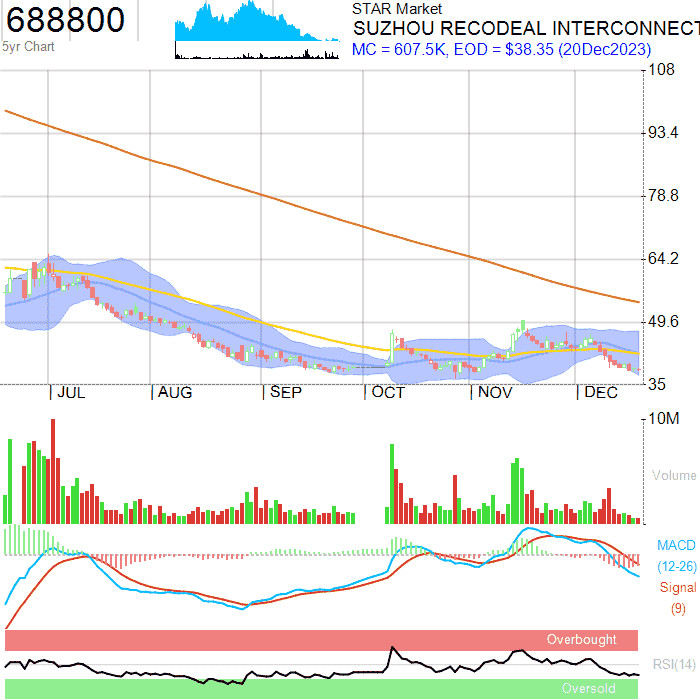 688800
5yr Chart
STAR Market
SUZHOU RECODEAL INTERCONNECT
MC = 607.5K, EOD = $38.35 (20Dec2023)
108
93.4
78.8
64.2
49.6
35
JUL AUG SEP OCT NOV DEC
10M
Volume
MACD
(12-26)
Signal
(9)
Overbought
RSI(14)
Oversold